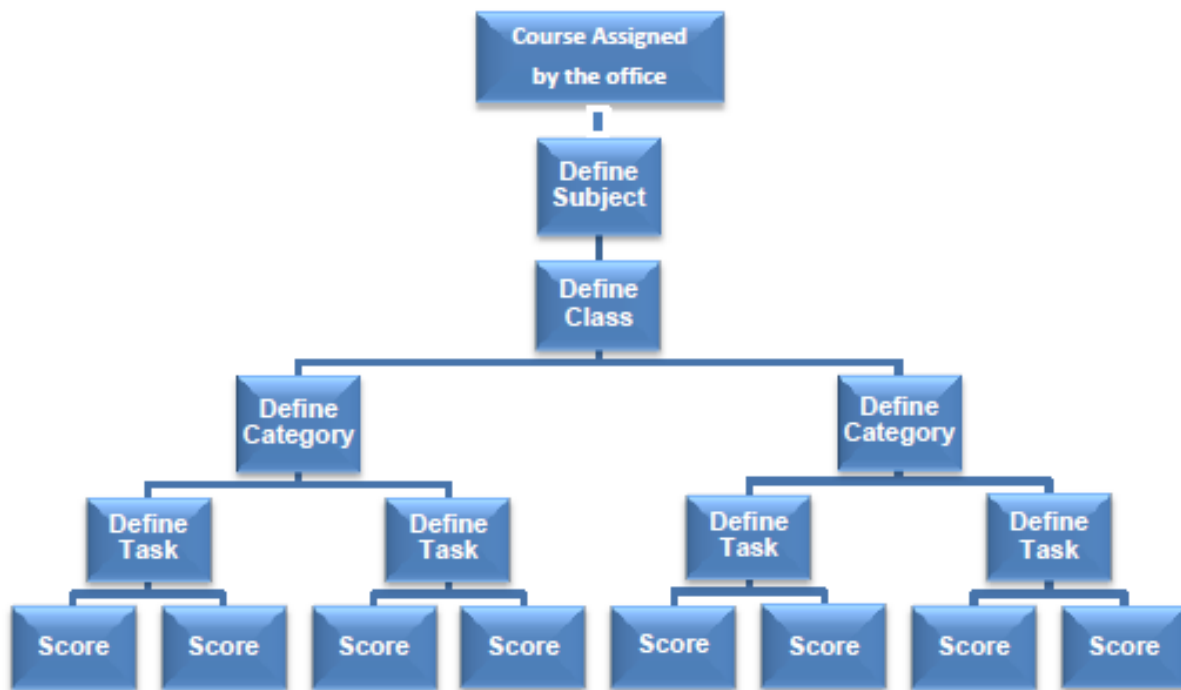 Course Assigned
by the office
Define
Subject
Define
Class
Define
Category
Define
Category
Define
Task
Define
Task
Define
Task
Define
Task
Score
Score
Score
Score
Score
Score
Score
Score